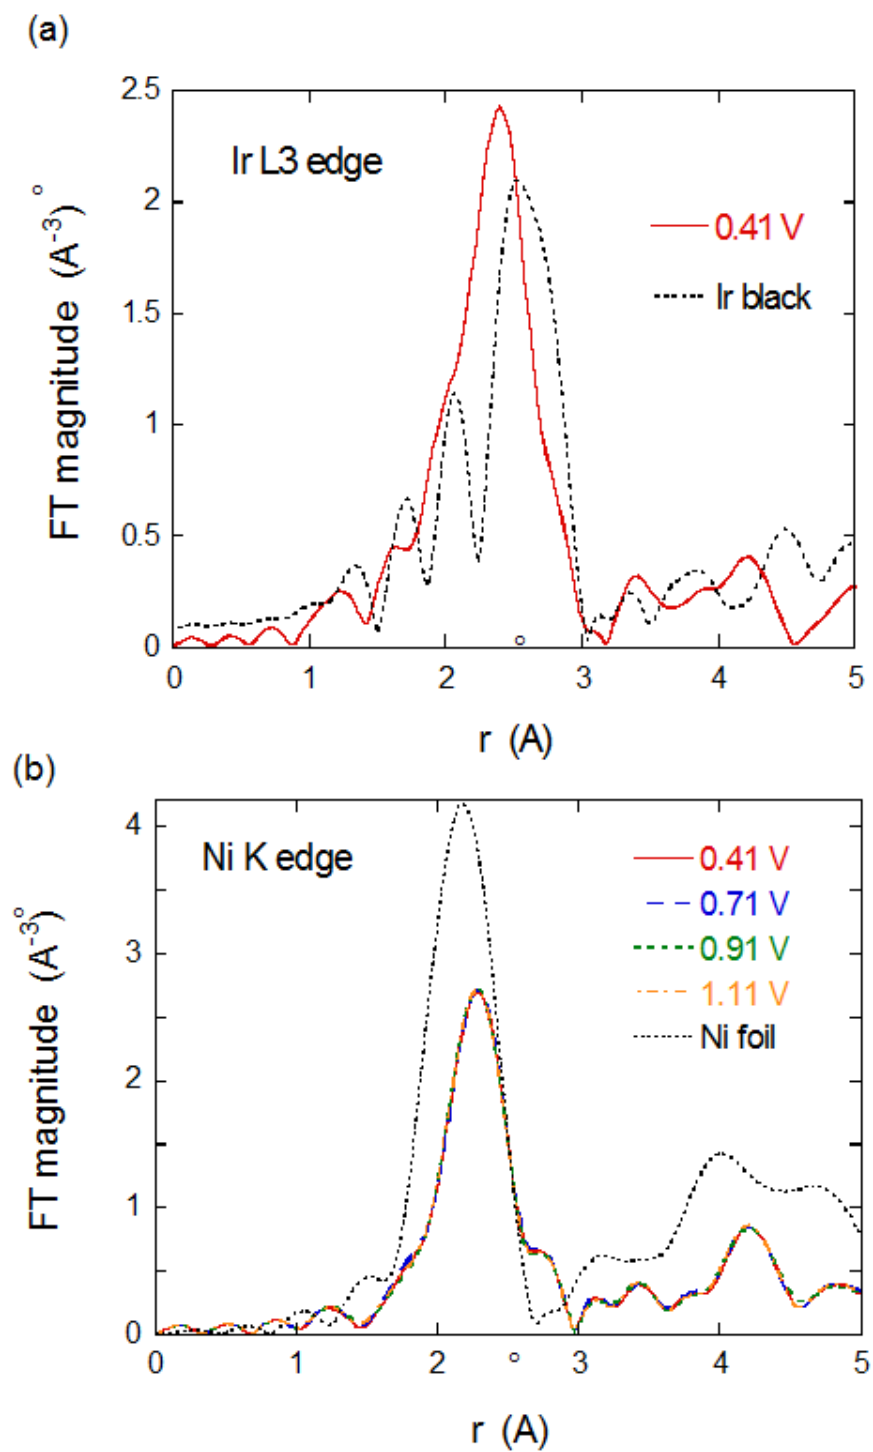 (a)
2.5
2
1.5
1
0.5
0
FT magnitude (A⁻³)°
Ir L3 edge
0.41 V
Ir black
0 1 2 3 4 5
°
r (A)
(b)
4
3
2
1
0
FT magnitude (A⁻³°)
Ni K edge
0.41 V
0.71 V
0.91 V
1.11 V
Ni foil
0 1 2 3 4 5
°
r (A)